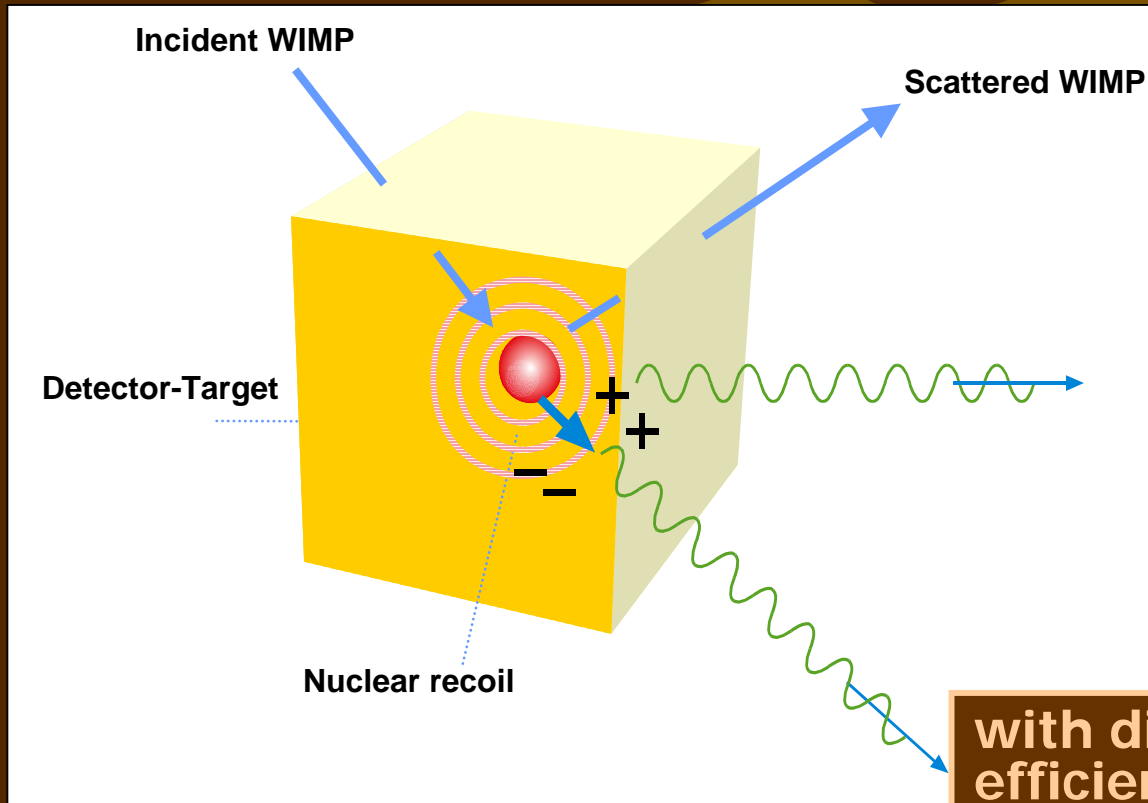 Incident WIMP
Scattered WIMP
Detector-Target
+
+
−
−
Nuclear recoil
with di
efficien